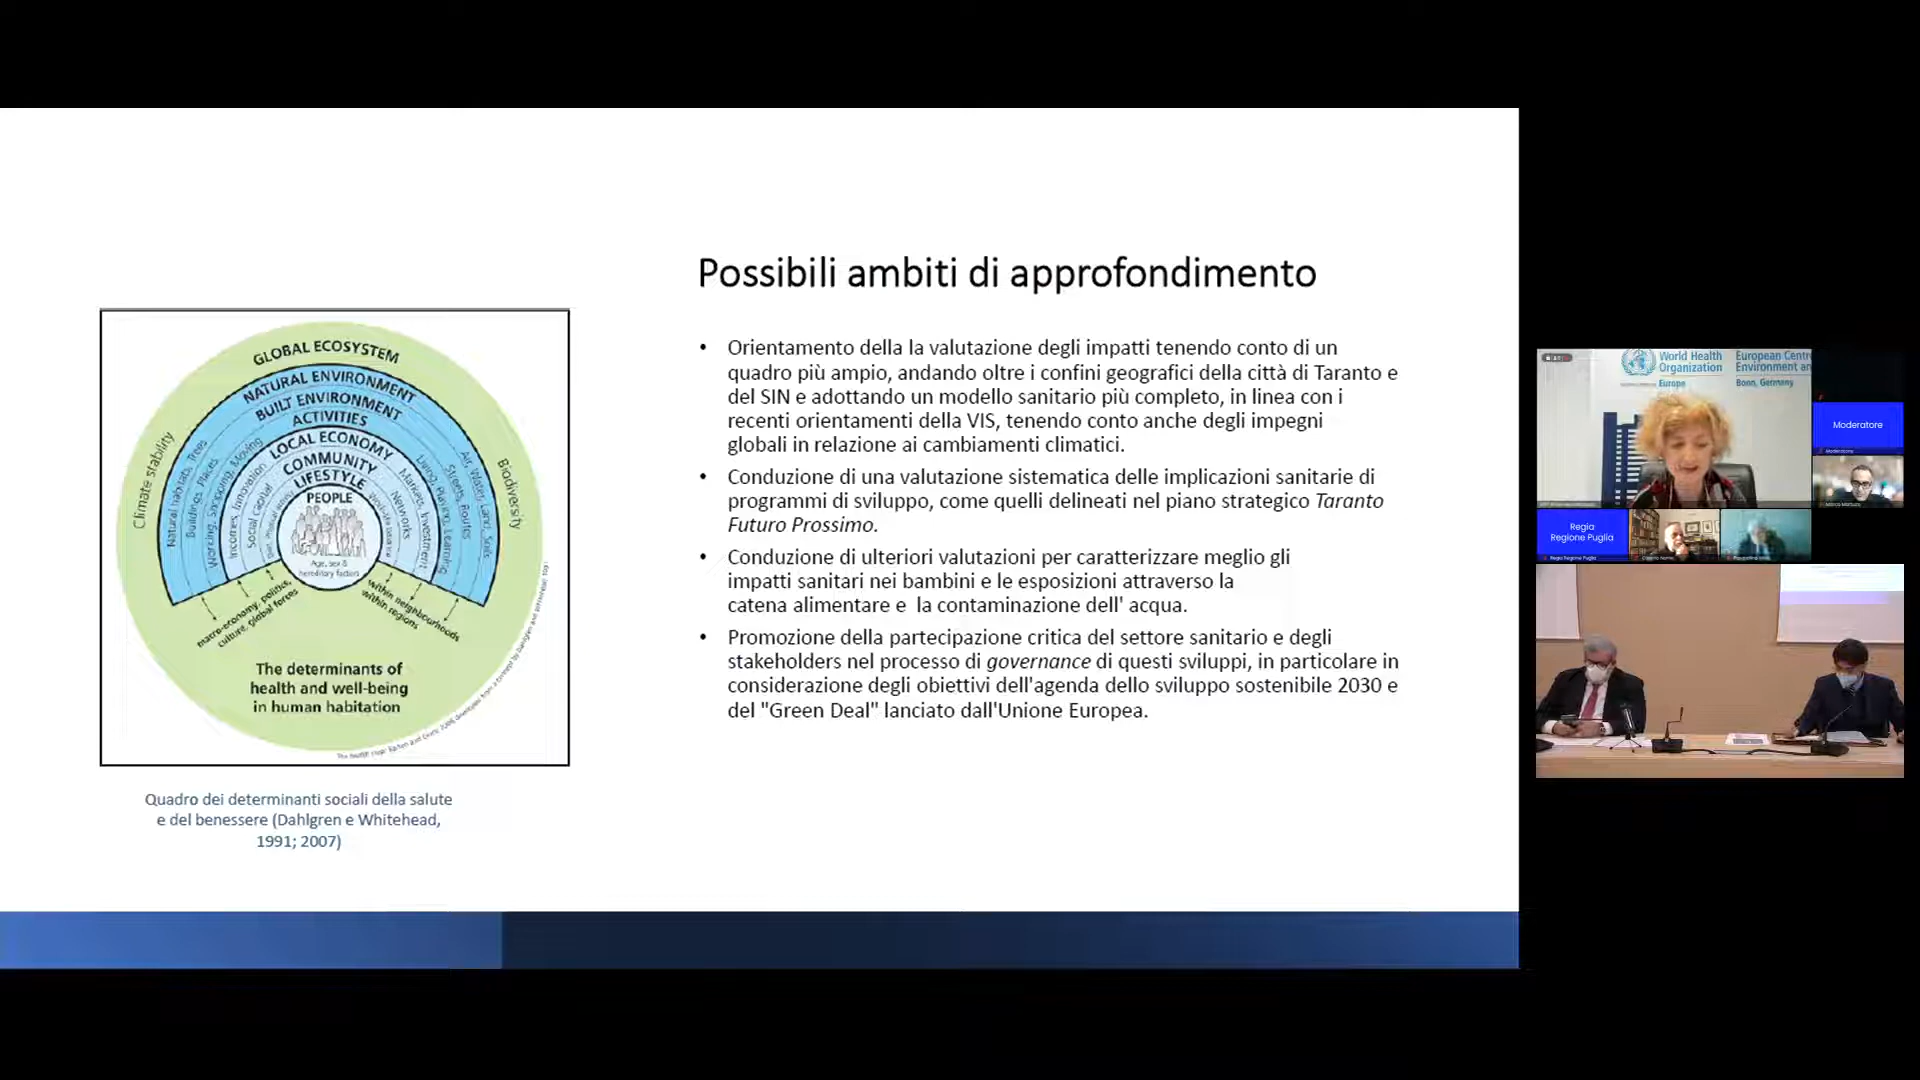 Possibili ambiti di approfondimento
• Orientamento della la valutazione degli impatti tenendo conto di un
quadro più ampio, andando oltre i confini geografici della città di Taranto e
del SIN e adottando un modello sanitario più completo, in linea con i
recenti orientamenti della VIS, tenendo conto anche degli impegni
globali in relazione ai cambiamenti climatici.
• Conduzione di una valutazione sistematica delle implicazioni sanitarie di
programmi di sviluppo, come quelli delineati nel piano strategico Taranto
Futuro Prossimo.
• Conduzione di ulteriori valutazioni per caratterizzare meglio gli
impatti sanitari nei bambini e le esposizioni attraverso la
catena alimentare e la contaminazione dell' acqua.
• Promozione della partecipazione critica del settore sanitario e degli
stakeholders nel processo di governance di questi sviluppi, in particolare in
considerazione degli obiettivi dell'agenda dello sviluppo sostenibile 2030 e
del "Green Deal" lanciato dall'Unione Europea.
GLOBAL ECOSYSTEM
NATURAL ENVIRONMENT
BUILT ENVIRONMENT
ACTIVITIES
LOCAL ECONOMY
COMMUNITY
LIFESTYLE
PEOPLE
Climate stability
Biodiversity
Natural habitats, Trees
Air, Water, Land, Soils
Buildings, Places
Streets, Routes
Working, Shopping, Moving
Living, Playing, Learning
Incomes, Innovation
Markets, Investment
Social Capital
Networks
Age, sex &
hereditary factors
macro-economy, politics,
culture, global forces
within neighbourhoods
within regions
The determinants of
health and well-being
in human habitation
Quadro dei determinanti sociali della salute
e del benessere (Dahlgren e Whitehead,
1991; 2007)
World Health
Organization
Europe
European Centre
Environment an
Bonn, Germany
Moderatore
Regia
Regione Puglia